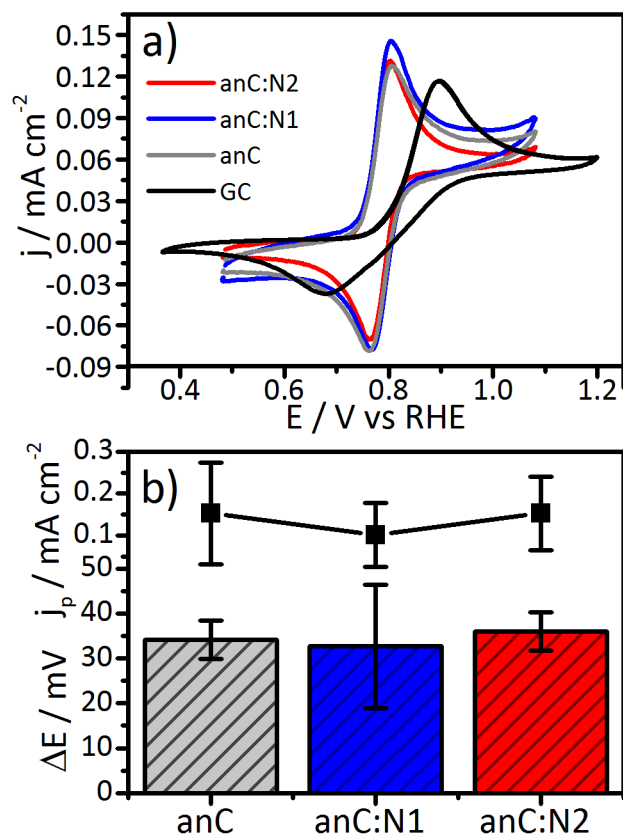 a)
anC:N2
anC:N1
anC
GC
j / mA cm⁻²
0.15
0.12
0.09
0.06
0.03
0.00
-0.03
-0.06
-0.09
0.4 0.6 0.8 1.0 1.2
E / V vs RHE
b)
jₚ / mA cm⁻²
0.3
0.2
0.1
ΔE / mV
50
40
30
20
10
0
anC anC:N1 anC:N2